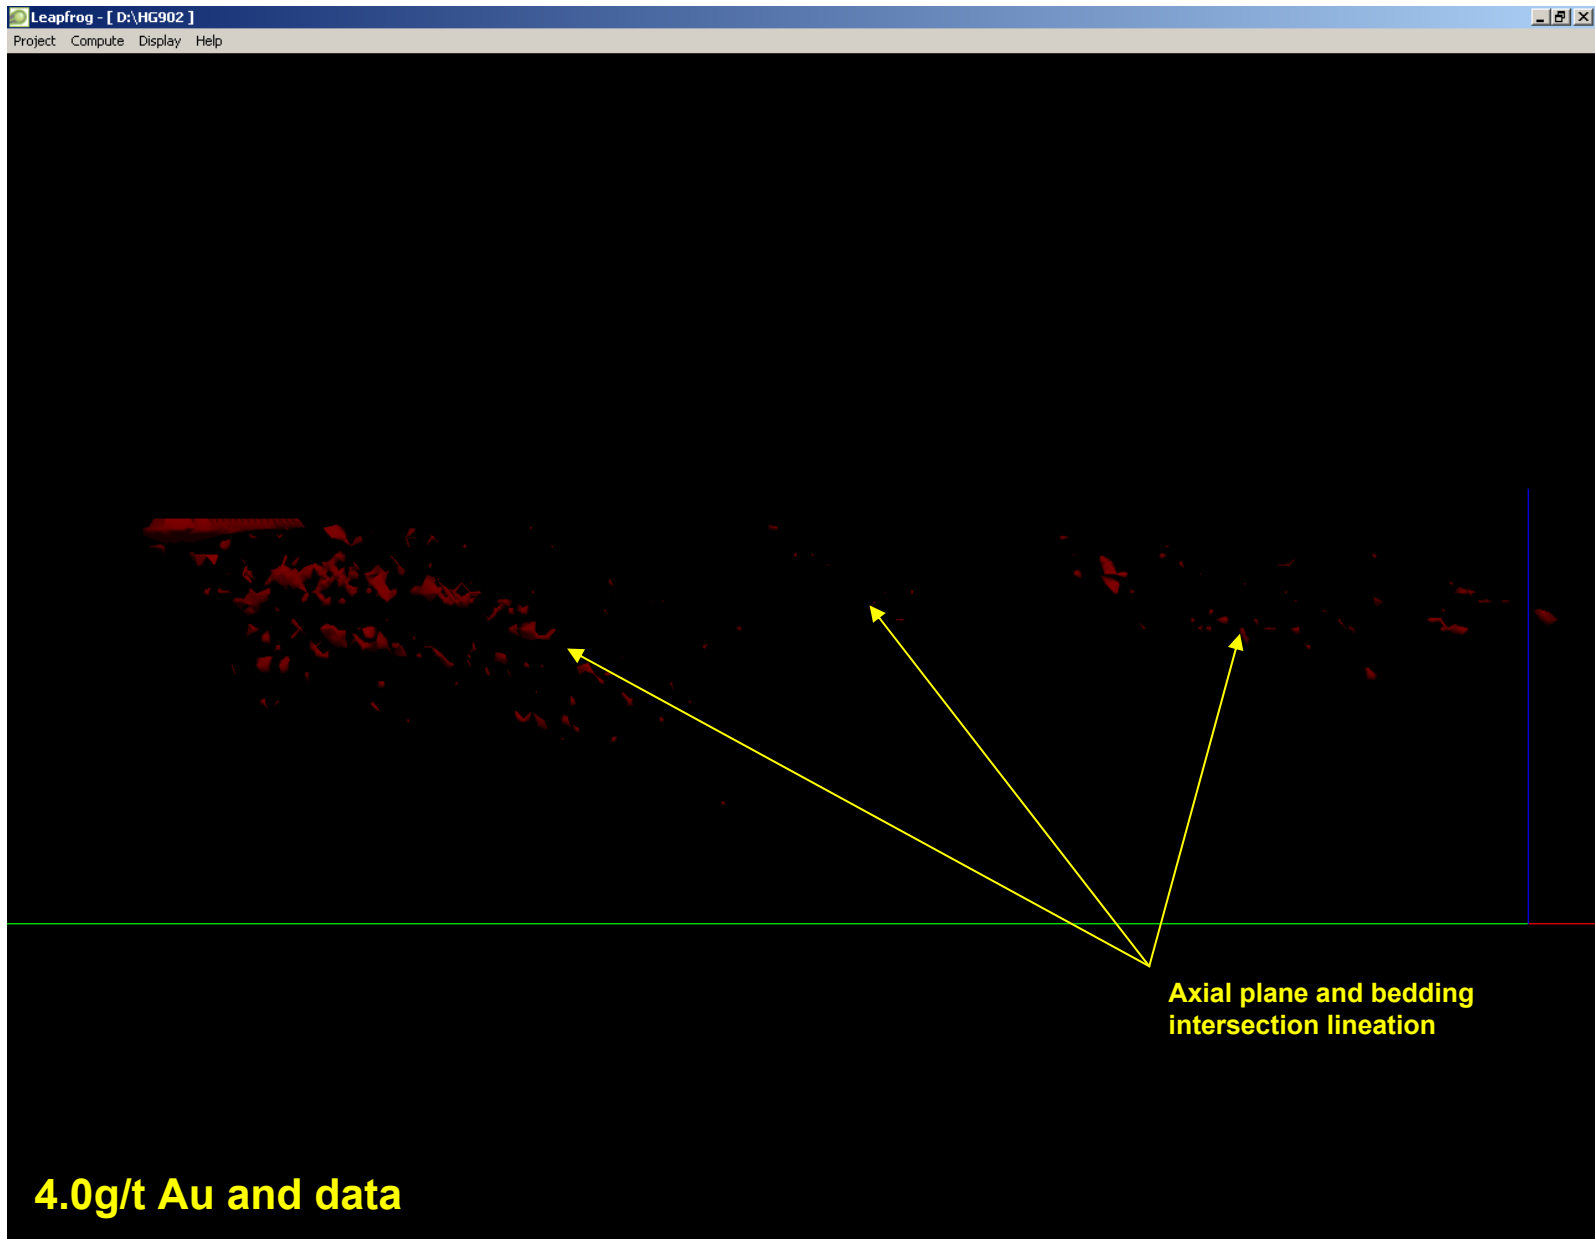 Leapfrog - [ D:\HG902 ]
Project Compute Display Help
Axial plane and bedding
intersection lineation
4.0g/t Au and data